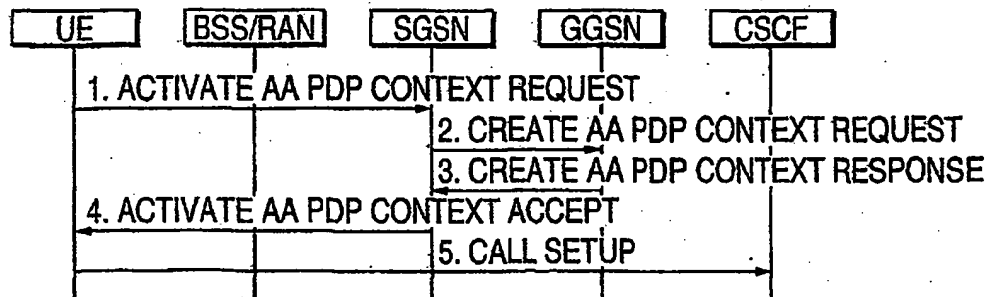 UE BSS/RAN SGSN GGSN CSCF
1. ACTIVATE AA PDP CONTEXT REQUEST
2. CREATE AA PDP CONTEXT REQUEST
3. CREATE AA PDP CONTEXT RESPONSE
4. ACTIVATE AA PDP CONTEXT ACCEPT
5. CALL SETUP